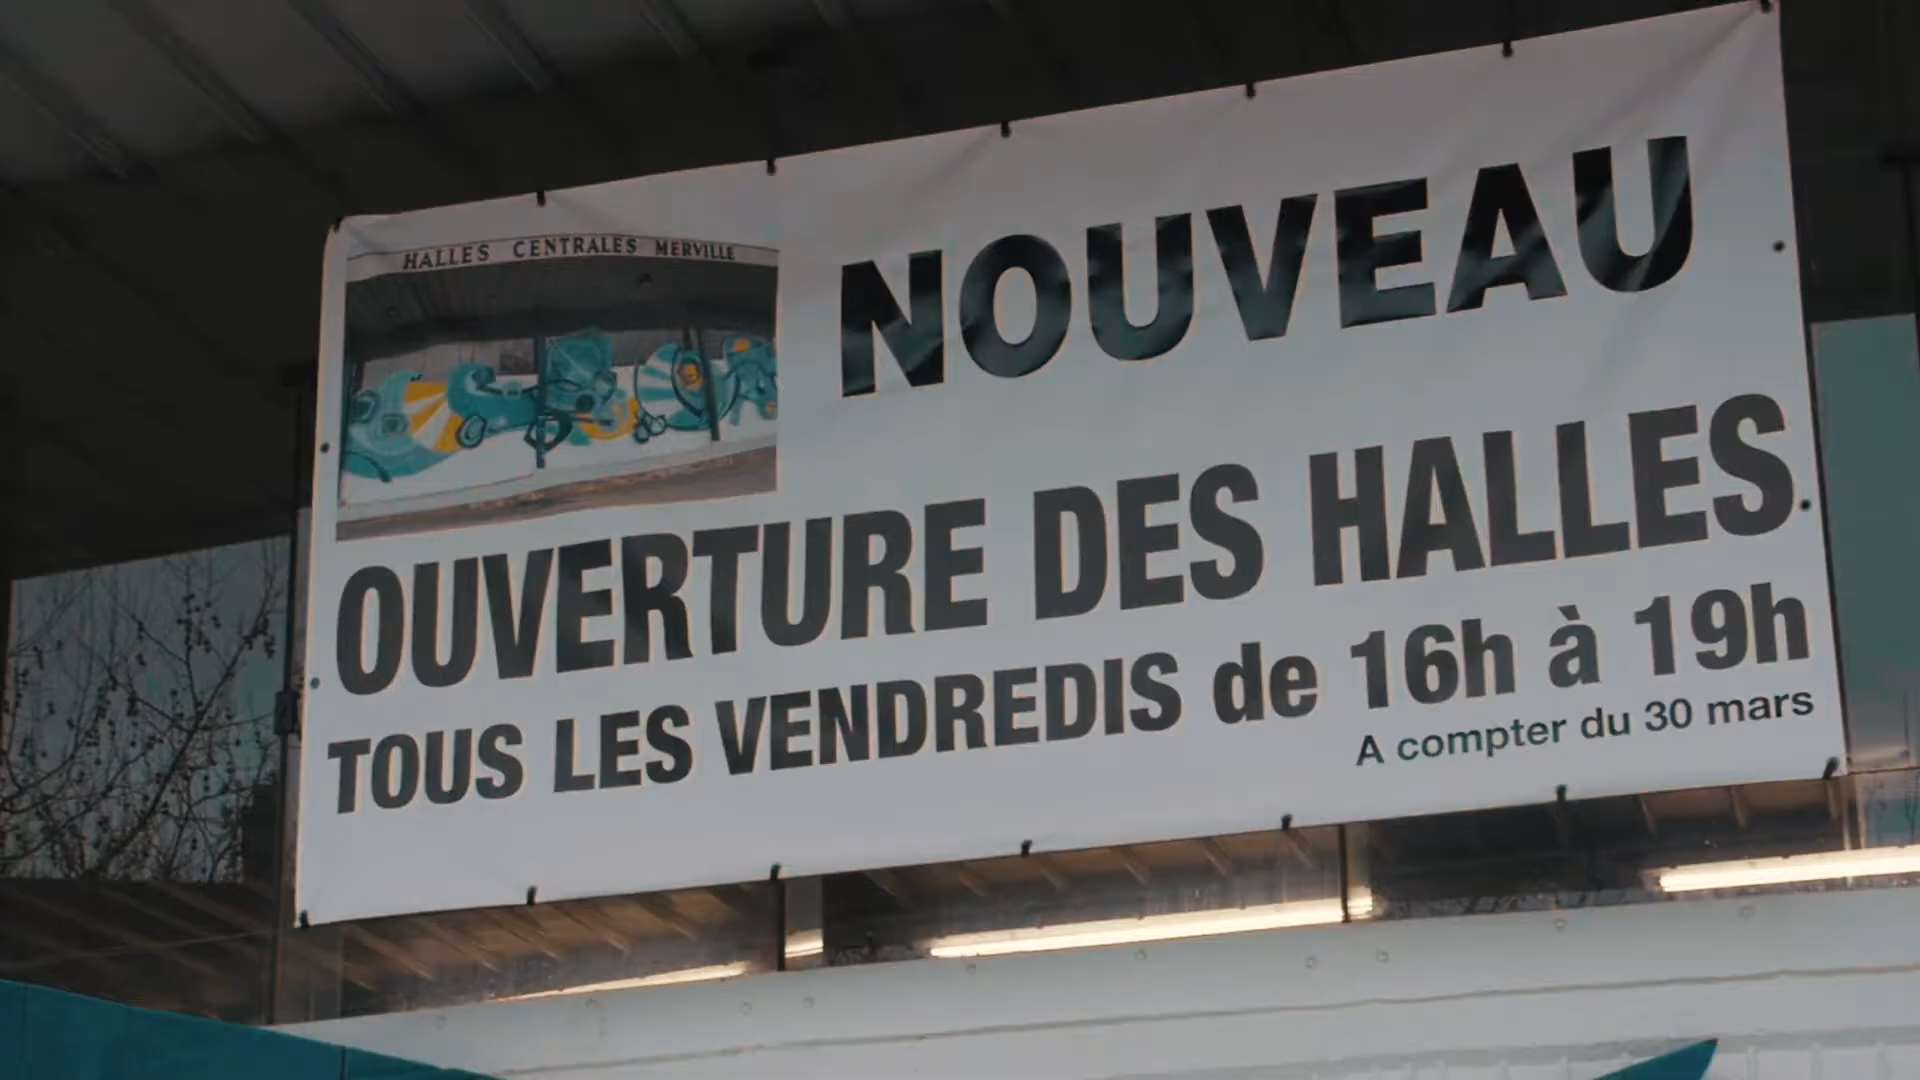 HALLES CENTRALES MERVILLE
NOUVEAU
OUVERTURE DES HALLES
TOUS LES VENDREDIS de 16h à 19h
A compter du 30 mars